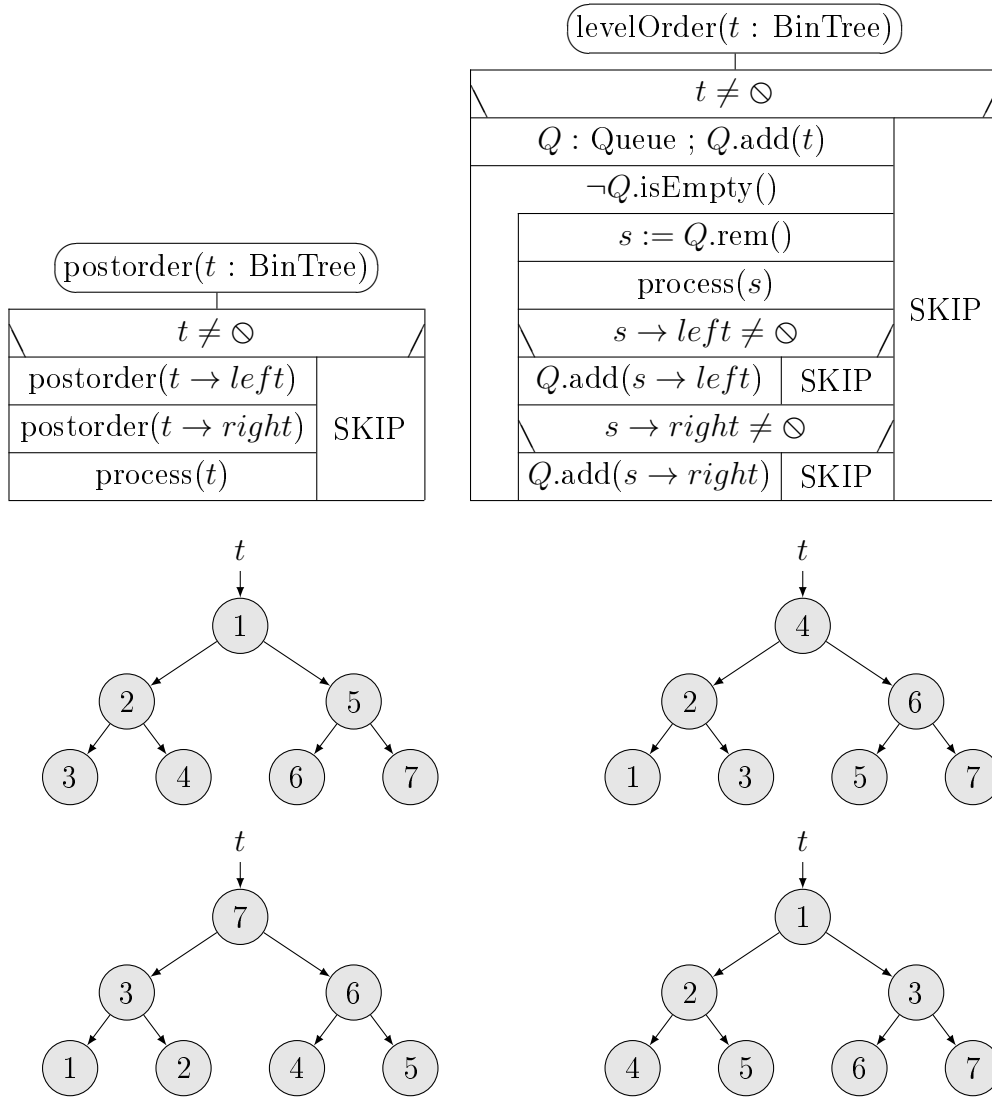 levelOrder(t : BinTree)
t ≠ ⦸
Q : Queue ; Q.add(t)
¬Q.isEmpty()
s := Q.rem()
process(s)
s → left ≠ ⦸
Q.add(s → left) SKIP
s → right ≠ ⦸
Q.add(s → right) SKIP
SKIP
postorder(t : BinTree)
t ≠ ⦸
postorder(t → left)
postorder(t → right)
process(t)
SKIP
t
1
2 5
3 4 6 7
t
4
2 6
1 3 5 7
t
7
3 6
1 2 4 5
t
1
2 3
4 5 6 7